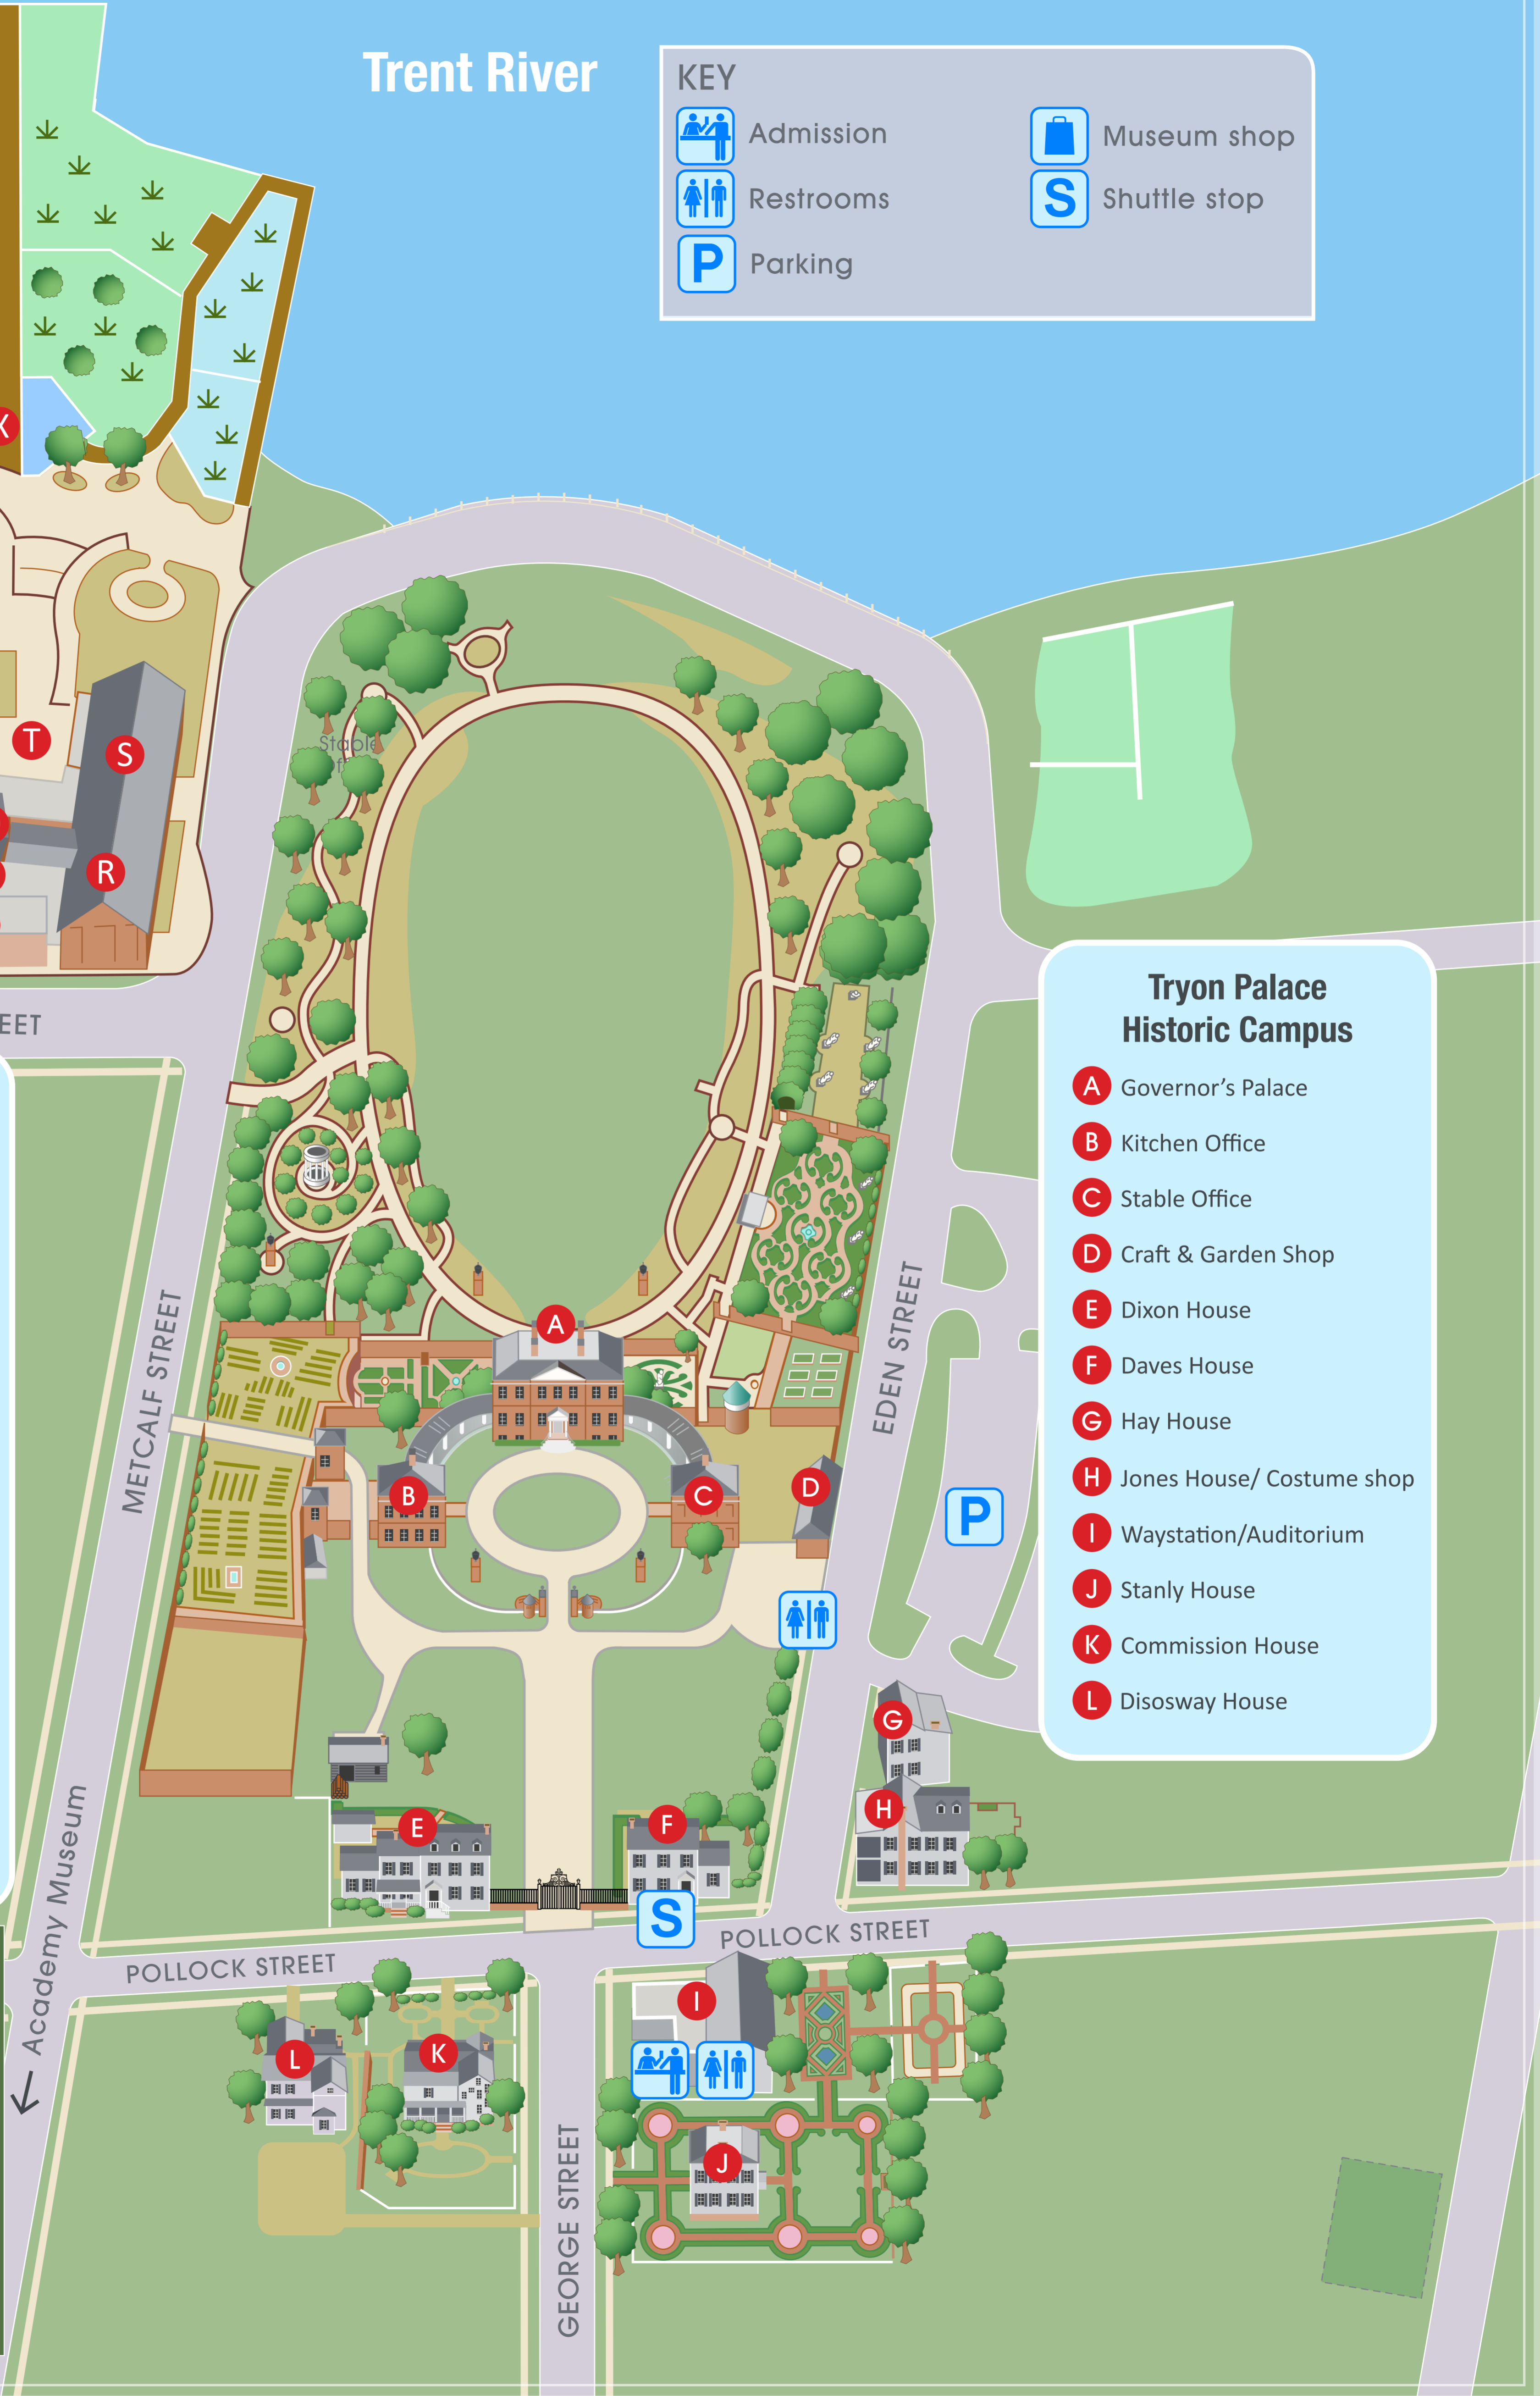 Trent River
KEY
Admission
Museum shop
Restrooms
S
Shuttle stop
P
Parking
X
Stable
T
S
R
EET
Tryon Palace
Historic Campus
A Governor's Palace
B Kitchen Office
C Stable Office
D Craft & Garden Shop
E Dixon House
F Daves House
G Hay House
H Jones House/ Costume shop
I Waystation/Auditorium
J Stanly House
K Commission House
L Disosway House
METCALF STREET
EDEN STREET
A
B
C
D
P
G
H
E
F
S
POLLOCK STREET
POLLOCK STREET
Academy Museum
I
L
K
J
GEORGE STREET